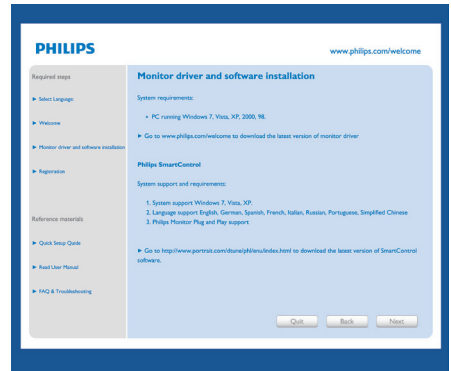 PHILIPS
www.philips.com/welcome
Required steps
▶ Select Language:
▶ Welcome
▶ Monitor driver and software installation
▶ Registration
Reference materials
▶ Quick Setup Guide
▶ Read User Manual
▶ FAQ & Troubleshooting
Monitor driver and software installation
System requirements:
• PC running Windows 7, Vista, XP, 2000, 98.
▶ Go to www.philips.com/welcome to download the latest version of monitor driver
Philips SmartControl
System support and requirements:
1. System support Windows 7, Vista, XP.
2. Language support English, German, Spanish, French, Italian, Russian, Portuguese, Simplified Chinese
3. Philips Monitor Plug and Play support
▶ Go to http://www.portrait.com/dtune/phl/enu/index.html to download the latest version of SmartControl
software.
Quit Back Next